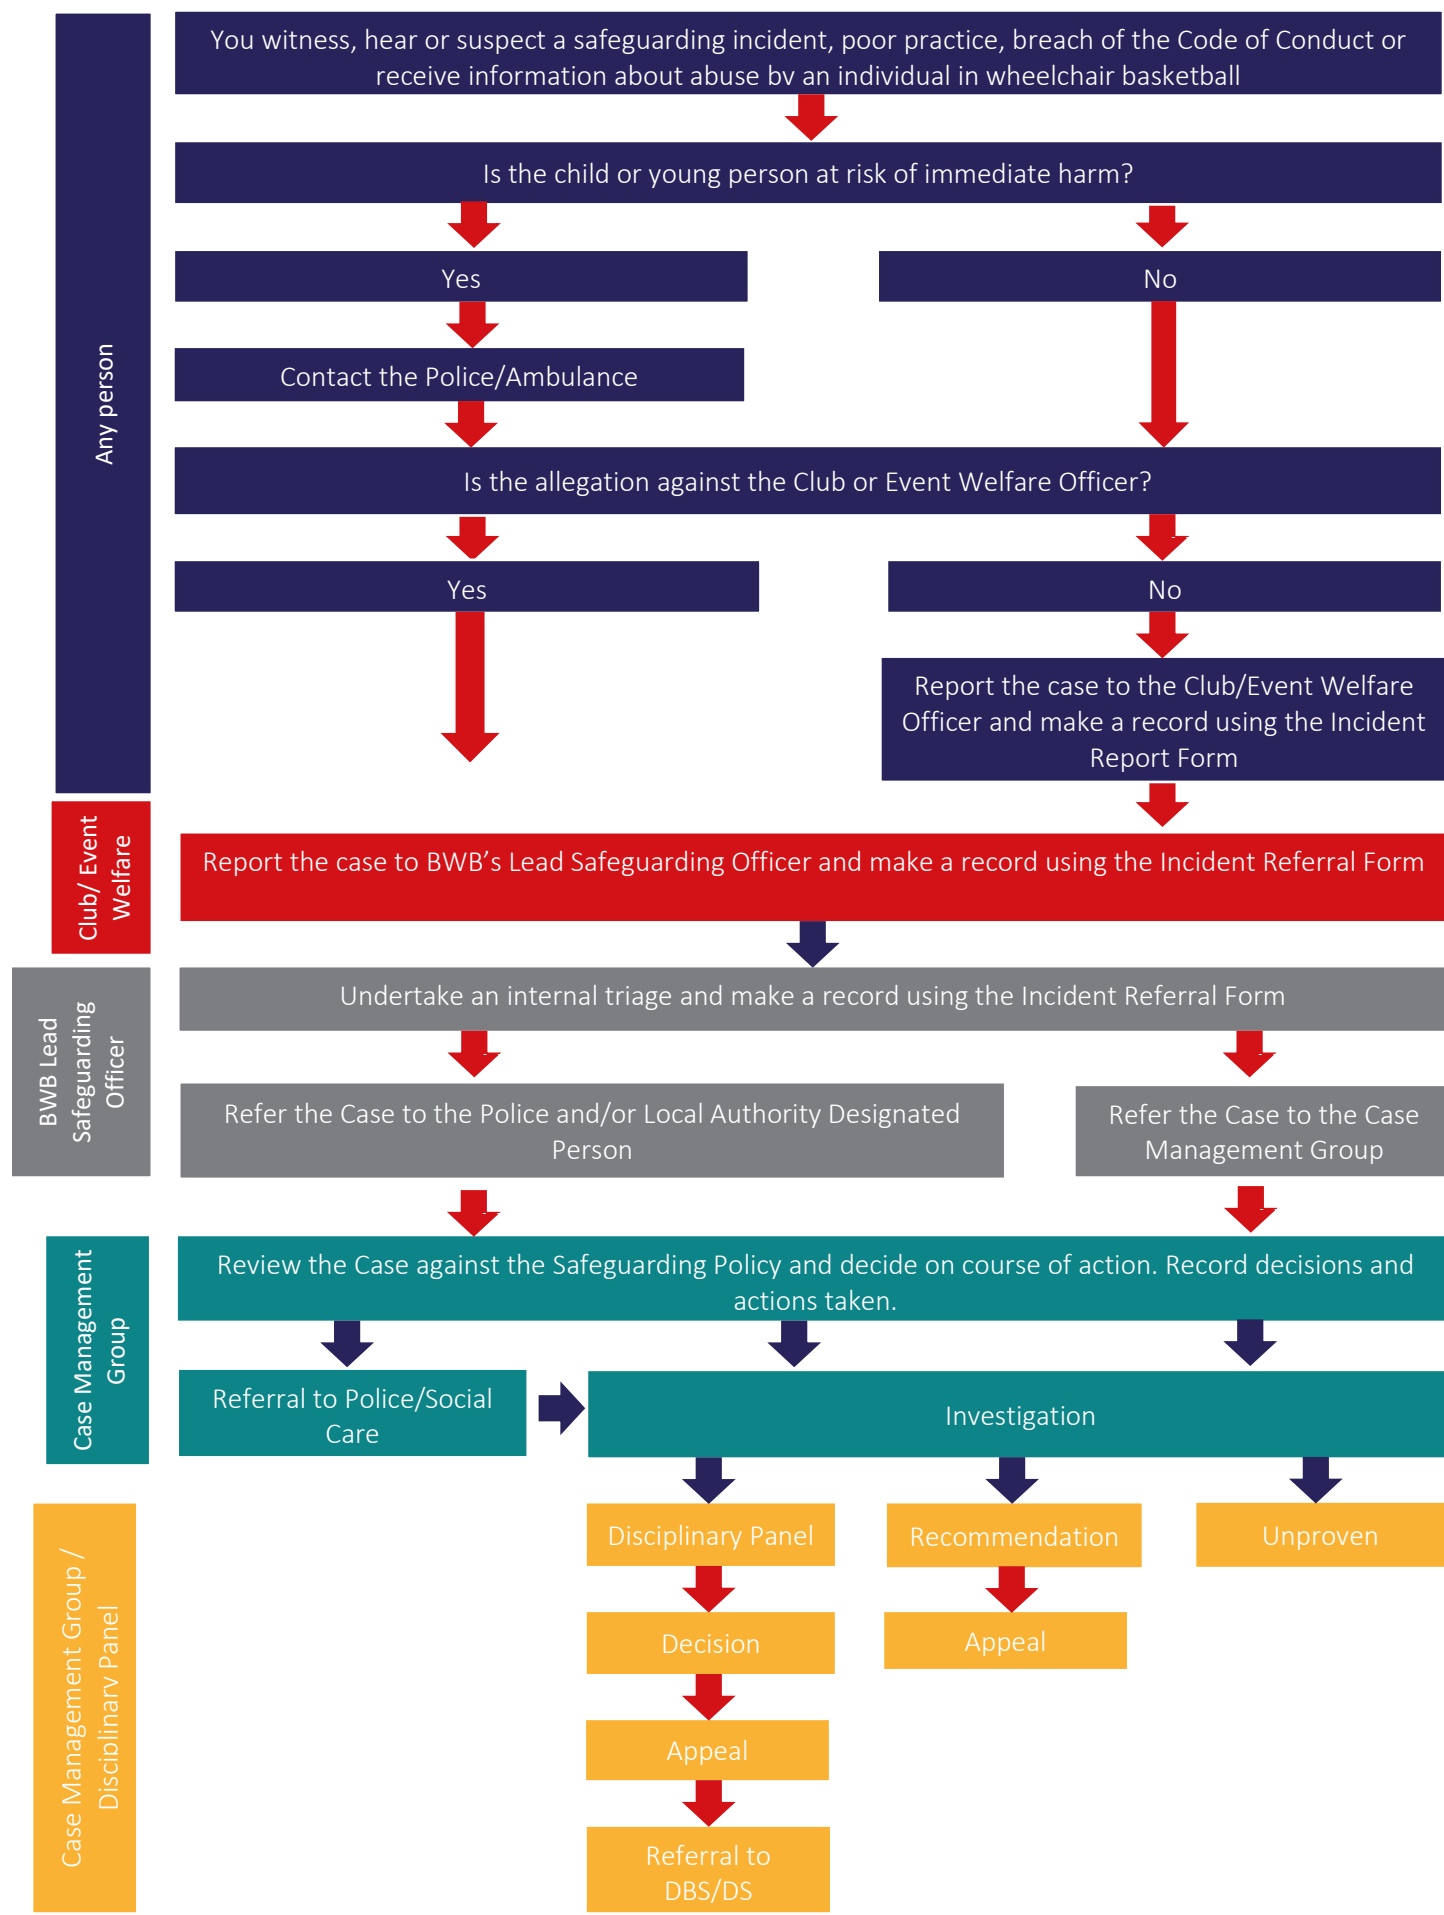 You witness, hear or suspect a safeguarding incident, poor practice, breach of the Code of Conduct or
receive information about abuse by an individual in wheelchair basketball
Is the child or young person at risk of immediate harm?
Yes
No
Contact the Police/Ambulance
Any person
Is the allegation against the Club or Event Welfare Officer?
Yes
No
Report the case to the Club/Event Welfare
Officer and make a record using the Incident
Report Form
Club/ Event
Welfare
Report the case to BWB’s Lead Safeguarding Officer and make a record using the Incident Referral Form
BWB Lead
Safeguarding
Officer
Undertake an internal triage and make a record using the Incident Referral Form
Refer the Case to the Police and/or Local Authority Designated
Person
Refer the Case to the Case
Management Group
Case Management
Group
Review the Case against the Safeguarding Policy and decide on course of action. Record decisions and
actions taken.
Referral to Police/Social
Care
Investigation
Case Management Group /
Disciplinary Panel
Disciplinary Panel
Recommendation
Unproven
Decision
Appeal
Appeal
Referral to
DBS/DS